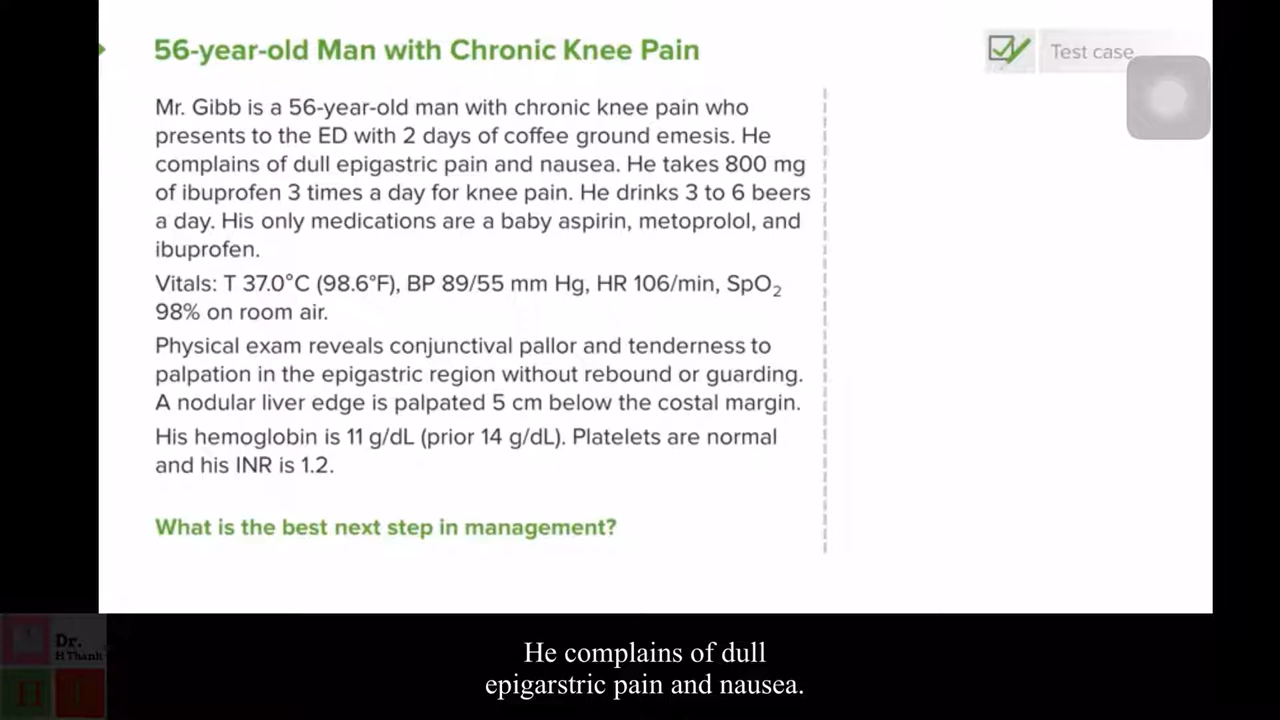 56-year-old Man with Chronic Knee Pain
Test case
Mr. Gibb is a 56-year-old man with chronic knee pain who
presents to the ED with 2 days of coffee ground emesis. He
complains of dull epigastric pain and nausea. He takes 800 mg
of ibuprofen 3 times a day for knee pain. He drinks 3 to 6 beers
a day. His only medications are a baby aspirin, metoprolol, and
ibuprofen.
Vitals: T 37.0°C (98.6°F), BP 89/55 mm Hg, HR 106/min, SpO₂
98% on room air.
Physical exam reveals conjunctival pallor and tenderness to
palpation in the epigastric region without rebound or guarding.
A nodular liver edge is palpated 5 cm below the costal margin.
His hemoglobin is 11 g/dL (prior 14 g/dL). Platelets are normal
and his INR is 1.2.
What is the best next step in management?
Dr.
H Thank
H
He complains of dull
epigarstric pain and nausea.